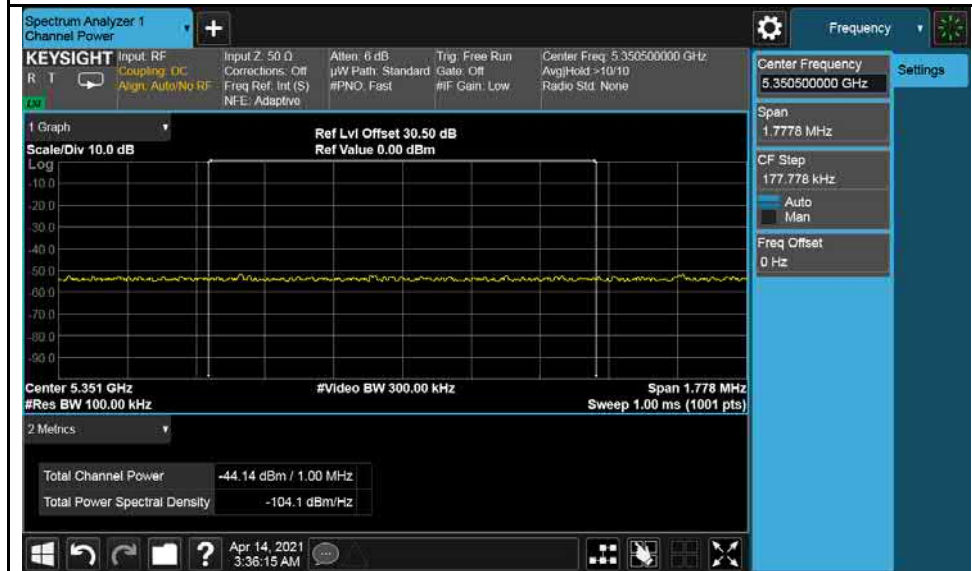 Spectrum Analyzer 1
Channel Power
+
Frequency
KEYSIGHT
R T
LXI
Input: RF
Coupling: DC
Align: Auto/No RF
Input Z: 50 Ω
Corrections: Off
Freq Ref: Int (S)
NFE: Adaptive
Atten: 6 dB
µW Path: Standard
#PNO: Fast
Trig: Free Run
Gate: Off
#IF Gain: Low
Center Freq: 5.350500000 GHz
Avg|Hold:>10/10
Radio Std: None
Center Frequency
5.350500000 GHz
Settings
Span
1.7778 MHz
CF Step
177.778 kHz
Auto
Man
Freq Offset
0 Hz
1 Graph
Scale/Div 10.0 dB
Ref Lvl Offset 30.50 dB
Ref Value 0.00 dBm
Log
-10.0
-20.0
-30.0
-40.0
-50.0
-60.0
-70.0
-80.0
-90.0
Center 5.351 GHz
#Res BW 100.00 kHz
#Video BW 300.00 kHz
Span 1.778 MHz
Sweep 1.00 ms (1001 pts)
2 Metrics
Total Channel Power -44.14 dBm / 1.00 MHz
Total Power Spectral Density -104.1 dBm/Hz
?
Apr 14, 2021
3:36:15 AM